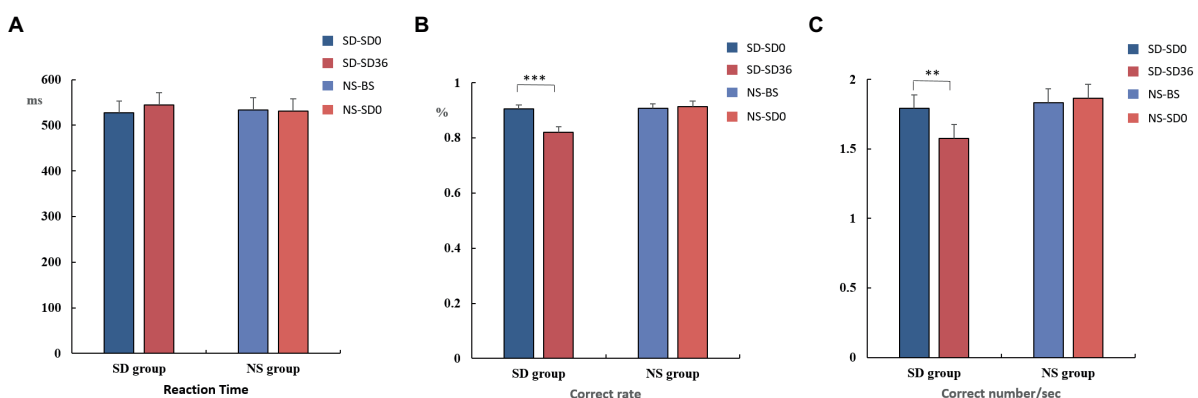 A
SD-SD0
SD-SD36
NS-BS
NS-SD0
600
ms
500
400
300
200
100
0
SD group
NS group
Reaction Time
B
SD-SD0
SD-SD36
NS-BS
NS-SD0
1
***
%
0.8
0.6
0.4
0.2
0
SD group
NS group
Correct rate
C
SD-SD0
SD-SD36
NS-BS
NS-SD0
2
**
1.5
1
0.5
0
SD group
NS group
Correct number/sec